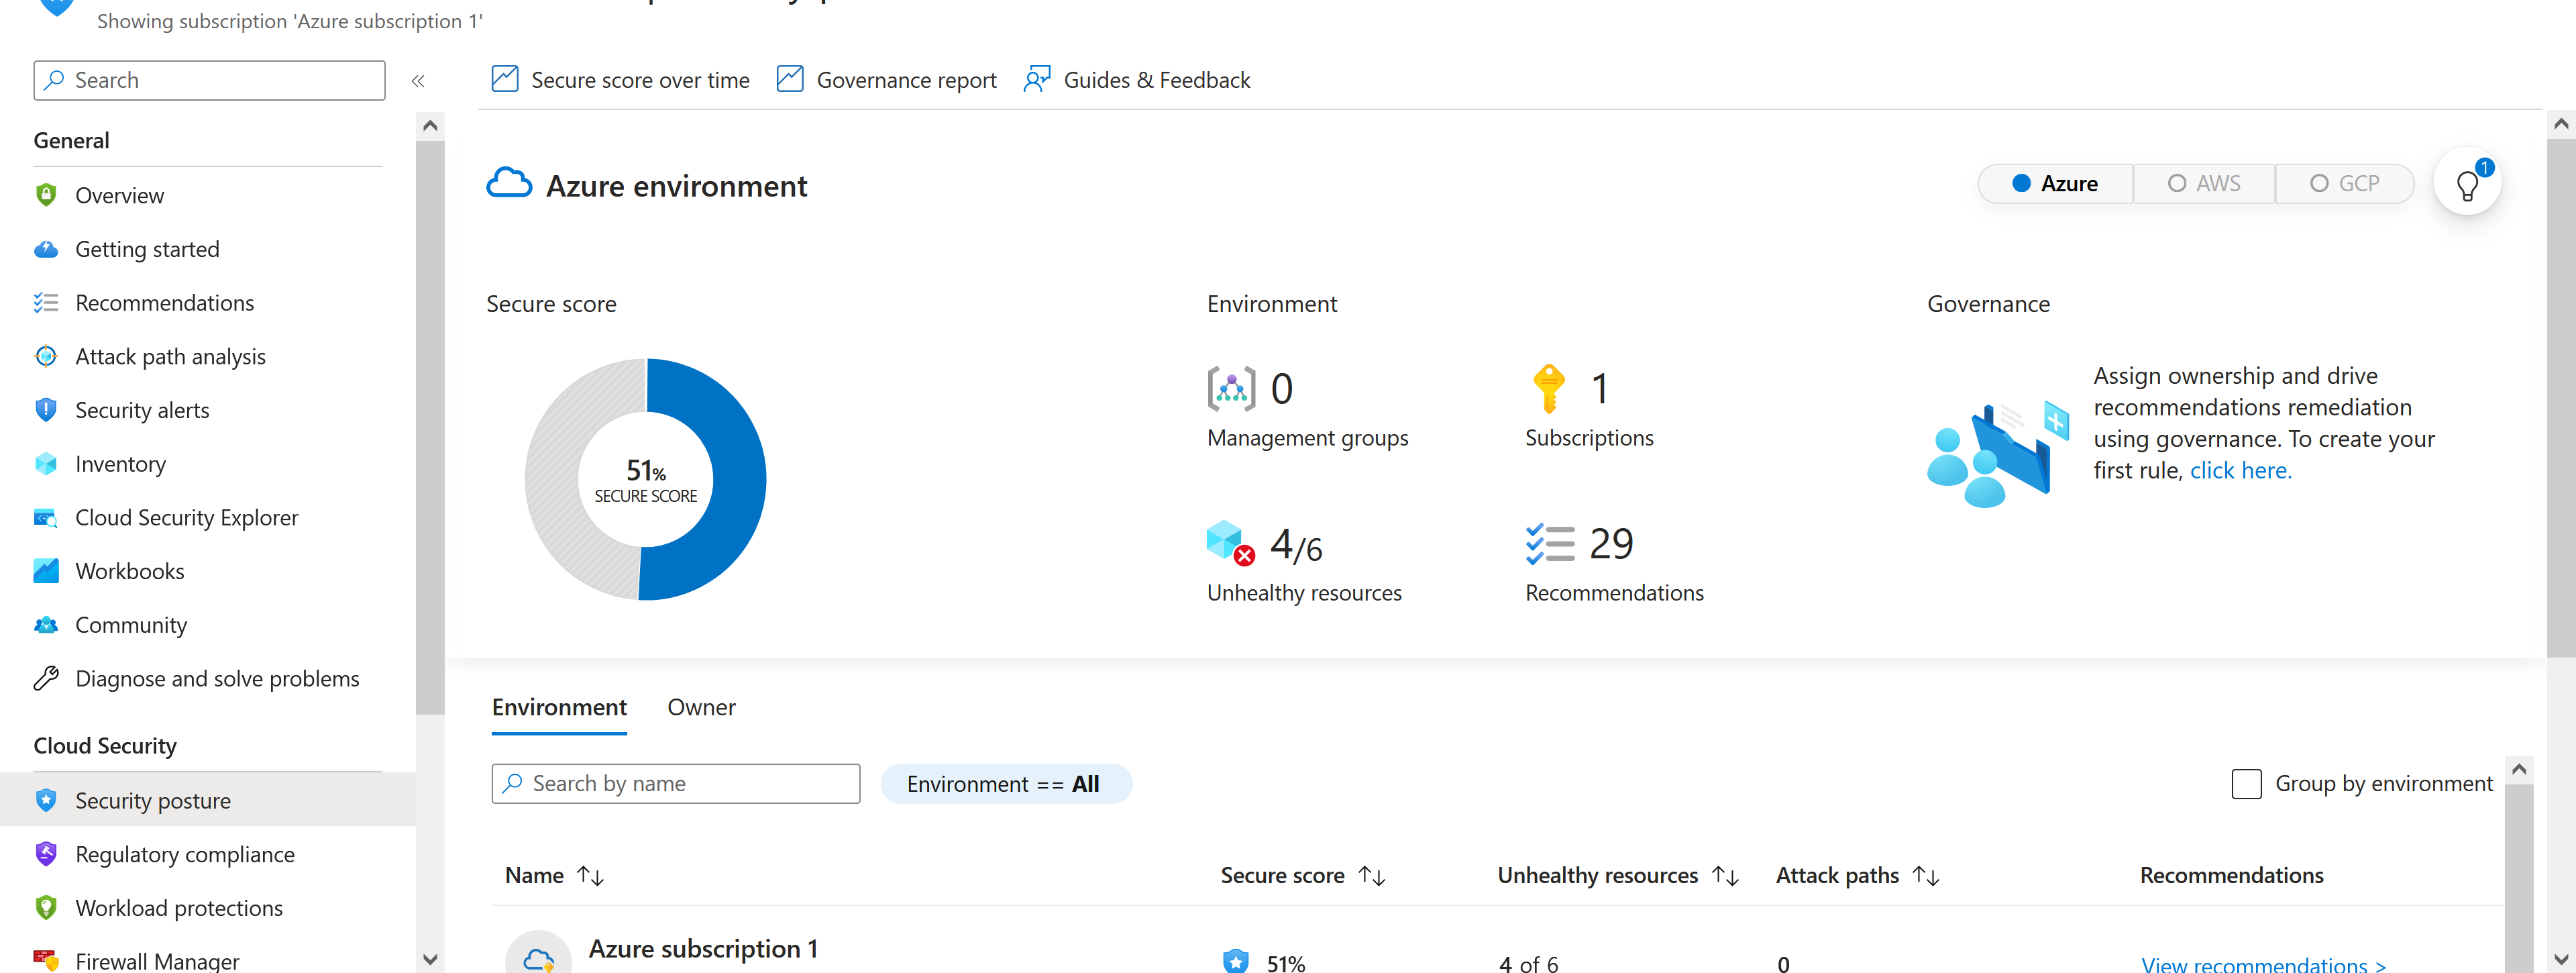 Showing subscription 'Azure subscription 1'
Search
«
General
Overview
Getting started
Recommendations
Attack path analysis
Security alerts
Inventory
Cloud Security Explorer
Workbooks
Community
Diagnose and solve problems
Cloud Security
Security posture
Regulatory compliance
Workload protections
Firewall Manager
Secure score over time
Governance report
Guides & Feedback
Azure environment
Azure
AWS
GCP
1
Secure score
51%
SECURE SCORE
Environment
0
Management groups
1
Subscriptions
4/6
Unhealthy resources
29
Recommendations
Governance
Assign ownership and drive
recommendations remediation
using governance. To create your
first rule, click here.
Environment
Owner
Search by name
Environment == All
Group by environment
Name ↑↓
Secure score ↑↓
Unhealthy resources ↑↓
Attack paths ↑↓
Recommendations
Azure subscription 1
51%
4 of 6
0
View recommendations >